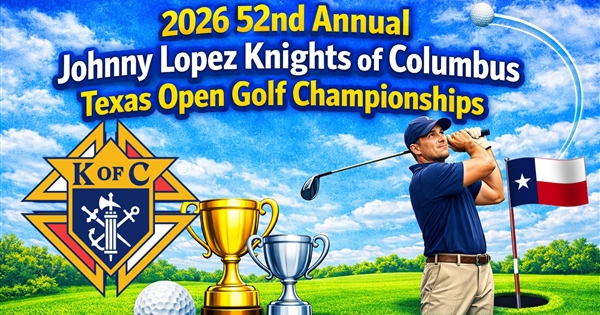 2026 52nd Annual
Johnny Lopez Knights of Columbus
Texas Open Golf Championships
K OF C